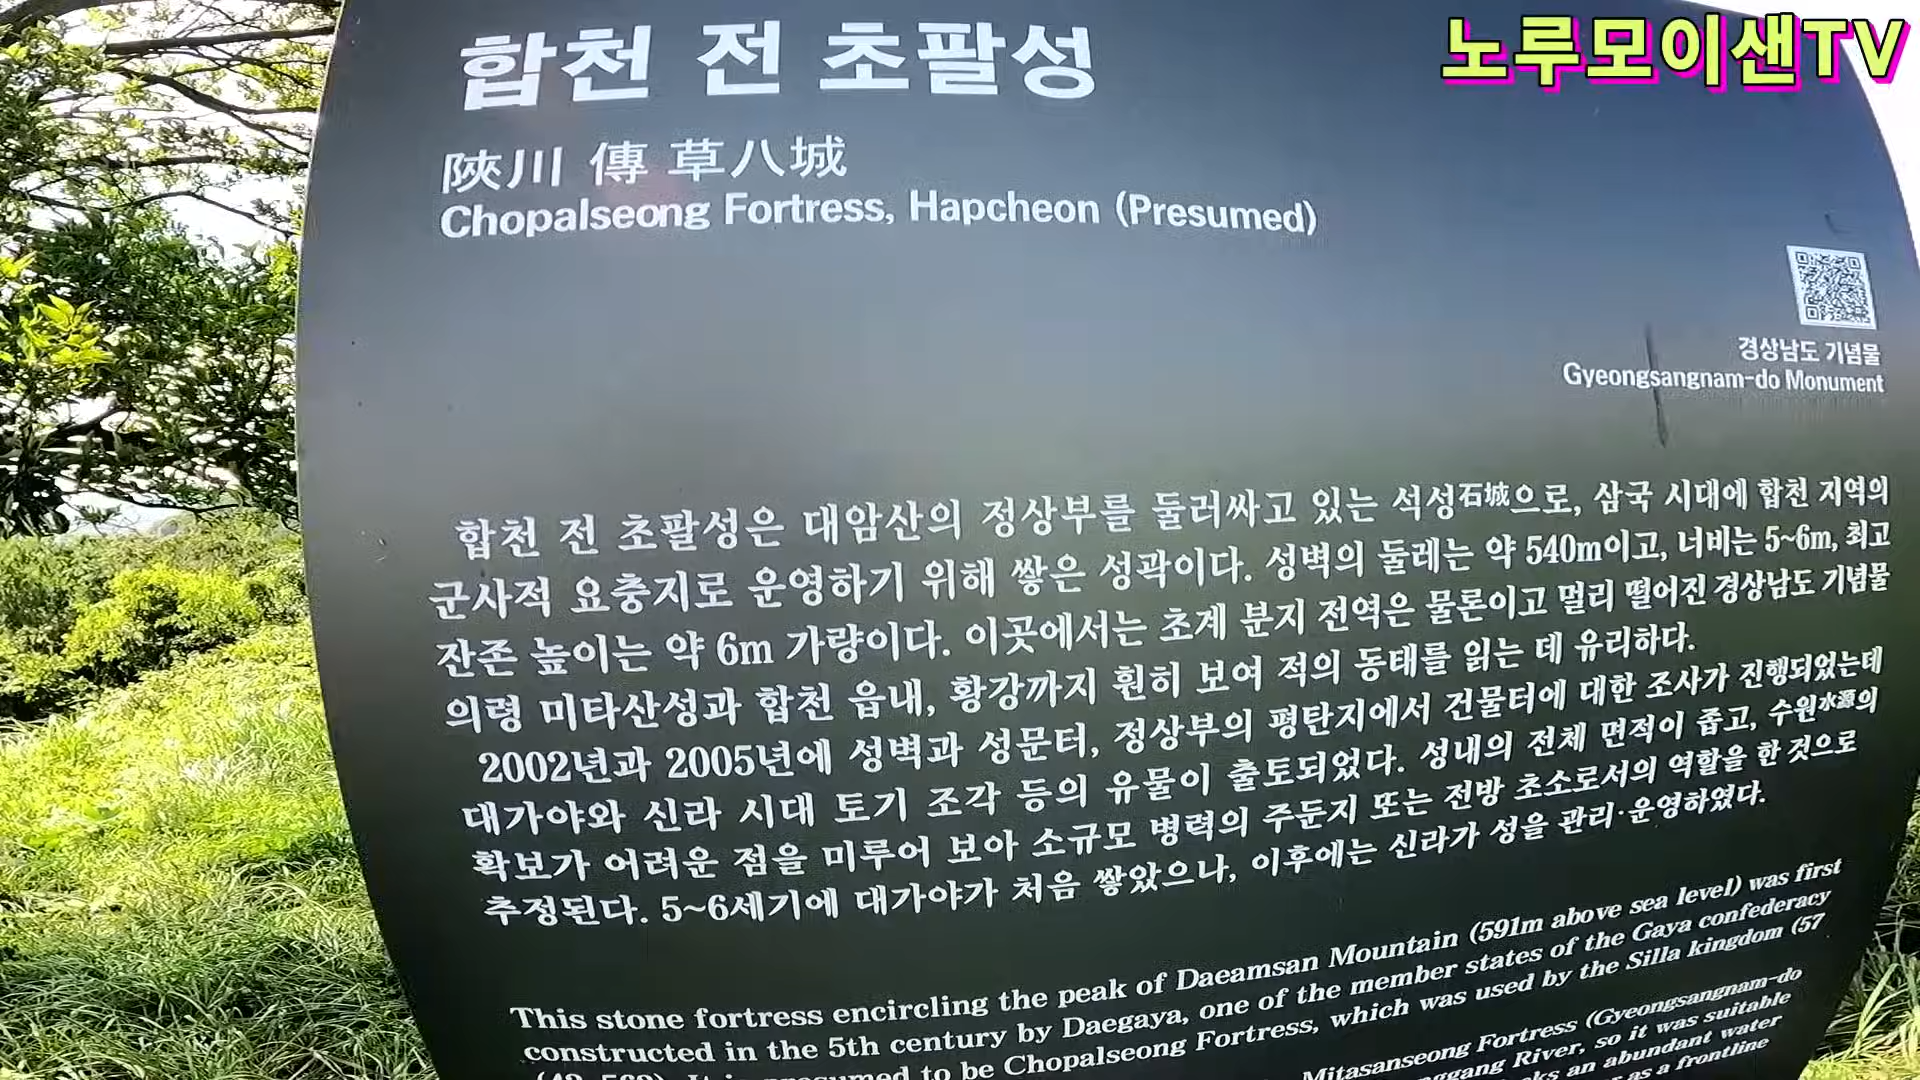 노루모이샌TV
합천 전 초팔성
陜川 傳 草八城
Chopalseong Fortress, Hapcheon (Presumed)
경상남도 기념물
Gyeongsangnam-do Monument
합천 전 초팔성은 대암산의 정상부를 둘러싸고 있는 석성石城으로, 삼국 시대에 합천 지역의
군사적 요충지로 운영하기 위해 쌓은 성곽이다. 성벽의 둘레는 약 540m이고, 너비는 5~6m, 최고
잔존 높이는 약 6m 가량이다. 이곳에서는 초계 분지 전역은 물론이고 멀리 떨어진 경상남도 기념물
의령 미타산성과 합천 읍내, 황강까지 훤히 보여 적의 동태를 읽는 데 유리하다.
2002년과 2005년에 성벽과 성문터, 정상부의 평탄지에서 건물터에 대한 조사가 진행되었는데
대가야와 신라 시대 토기 조각 등의 유물이 출토되었다. 성내의 전체 면적이 좁고, 수원水源의
확보가 어려운 점을 미루어 보아 소규모 병력의 주둔지 또는 전방 초소로서의 역할을 한 것으로
추정된다. 5~6세기에 대가야가 처음 쌓았으나, 이후에는 신라가 성을 관리·운영하였다.
This stone fortress encircling the peak of Daeamsan Mountain (591m above sea level) was first
constructed in the 5th century by Daegaya, one of the member states of the Gaya confederacy
to be Chopalseong Fortress, which was used by the Silla kingdom (57
Mitasanseong Fortress (Gyeongsangnam-do
River, so it was suitable
an abundant water
as a frontline